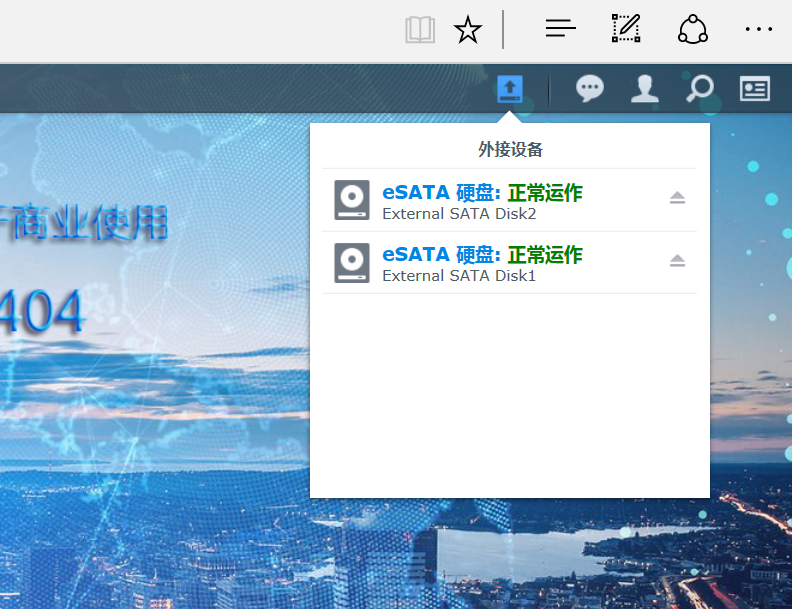 外接设备
eSATA 硬盘: 正常运作
External SATA Disk2
eSATA 硬盘: 正常运作
External SATA Disk1
商业使用
404